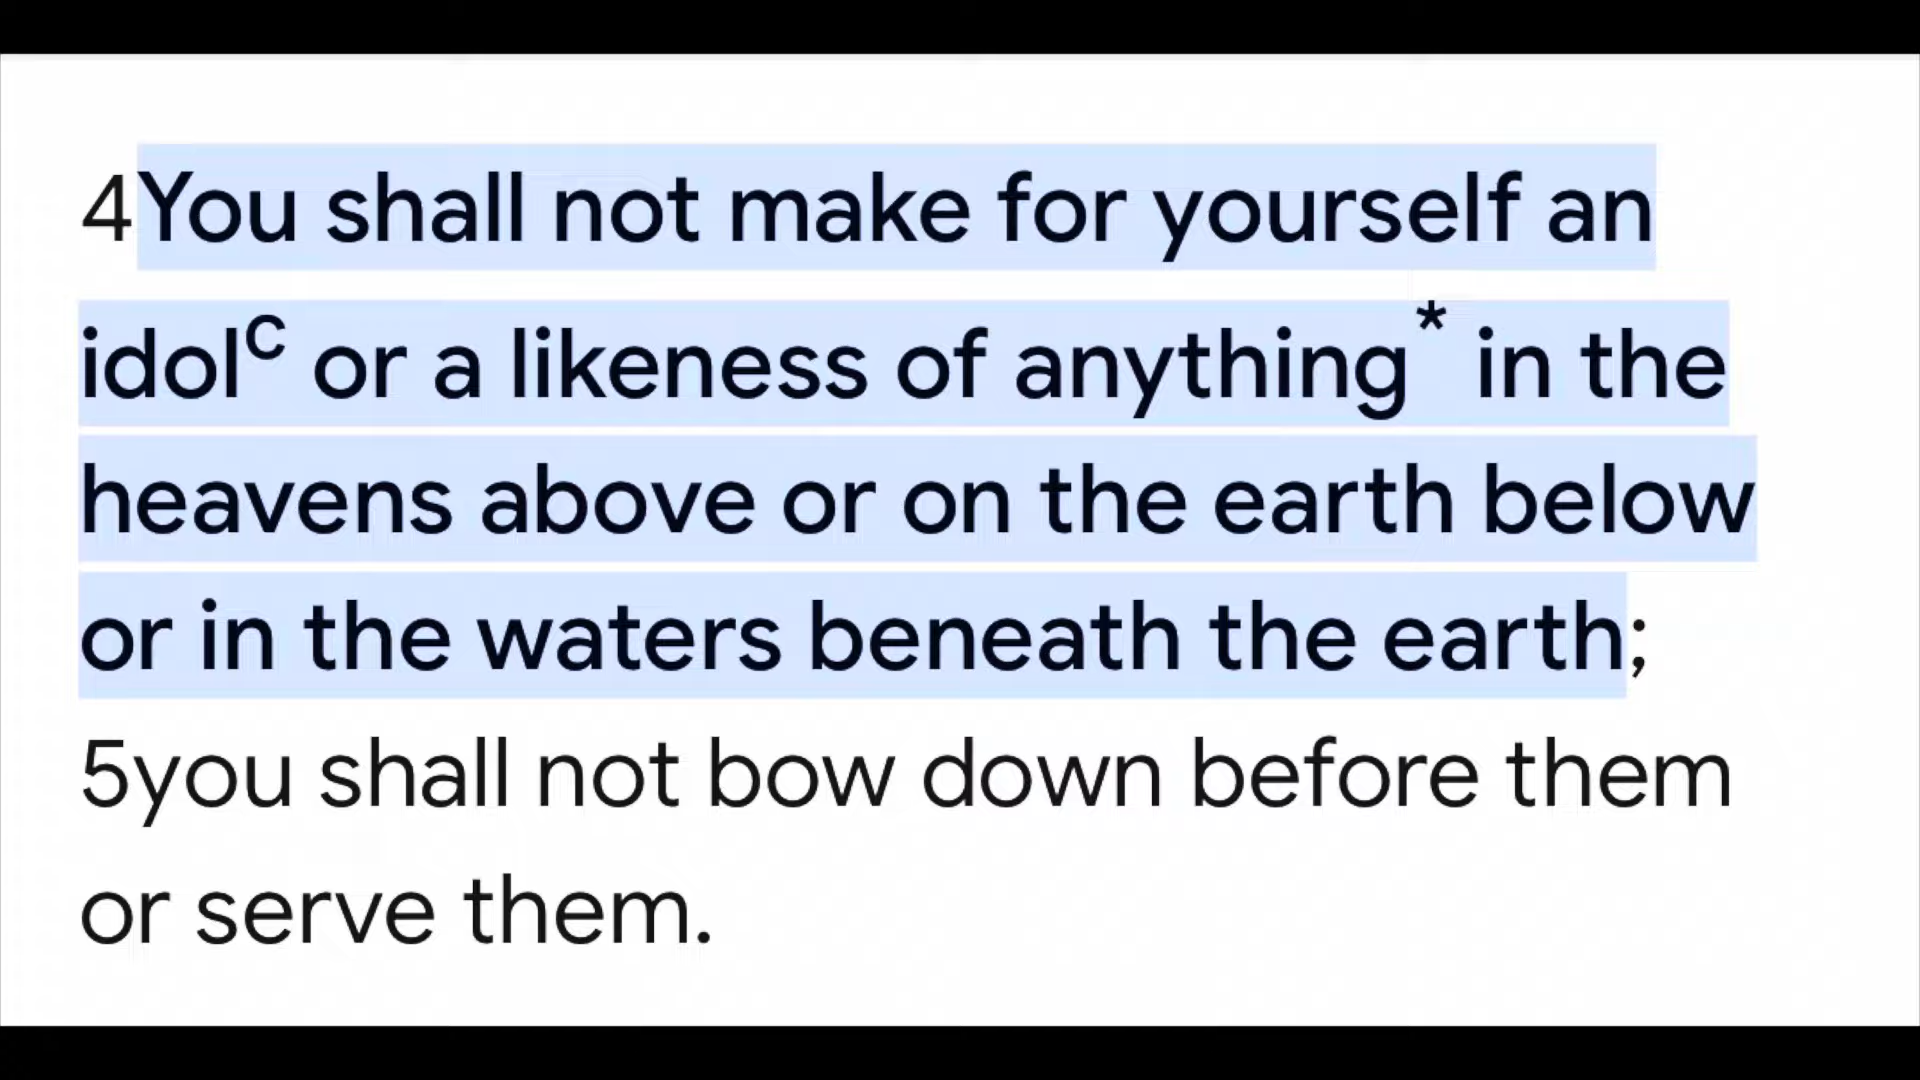 4You shall not make for yourself an
idolᶜ or a likeness of anything* in the
heavens above or on the earth below
or in the waters beneath the earth;
5you shall not bow down before them
or serve them.